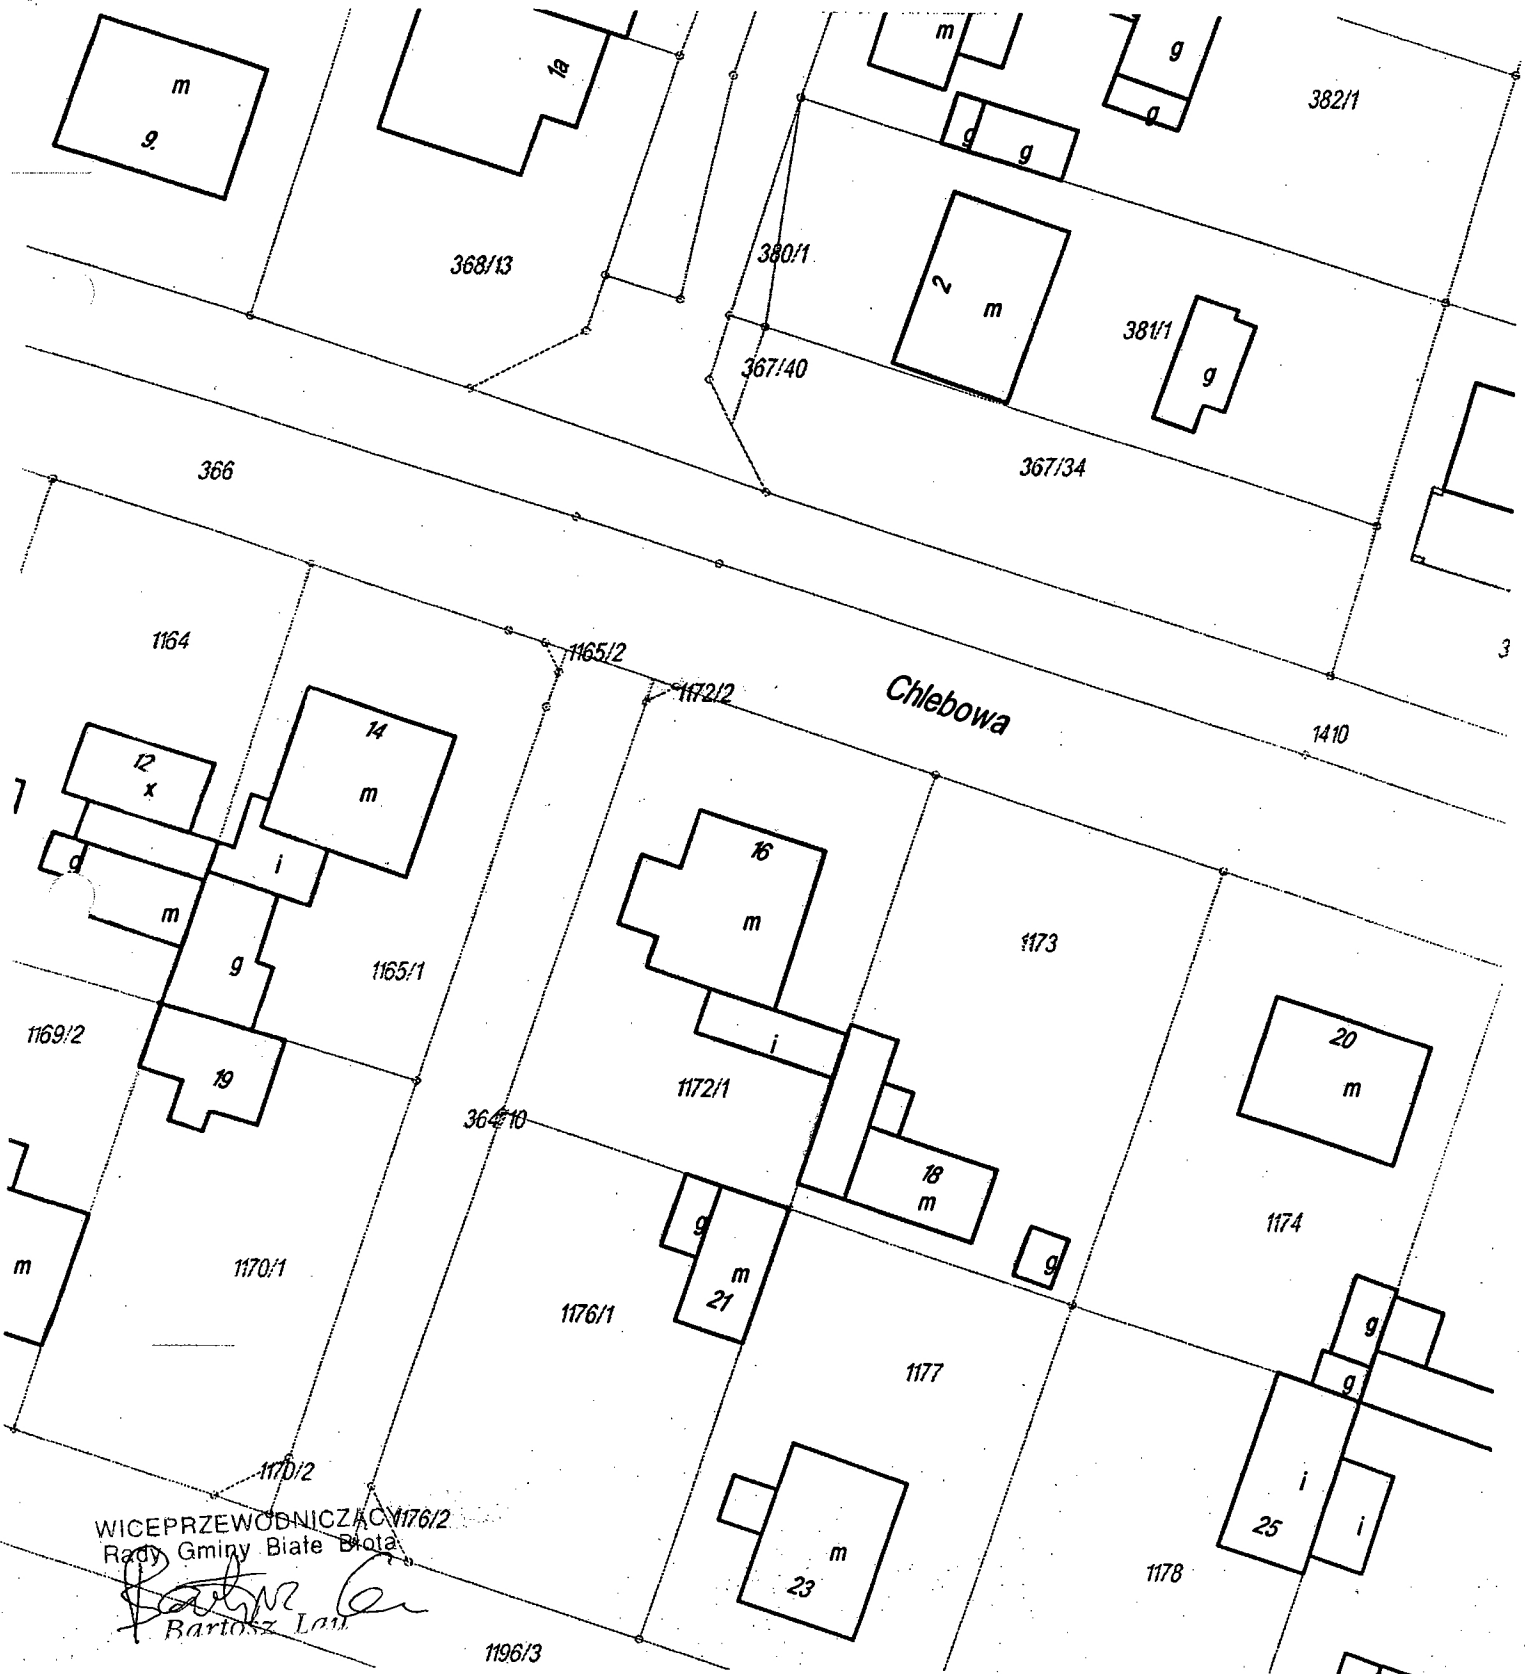 m
9.
1a
m
g
382/1
g
g
g
368/13
380/1
2
m
381/1
g
367/40
366
367/34
1164
1165/2
1172/2
Chlebowa
1410
3
14
m
12
x
16
m
g
i
m
g
1165/1
1173
1169/2
19
i
1172/1
20
m
364/10
18
m
g
m
21
1174
m
1170/1
g
1176/1
g
g
1177
1170/2
1176/2
i
25
i
m
23
1178
WICEPRZEWODNICZĄCY
Rady Gminy Białe Błota
Bartosz Lau
1196/3